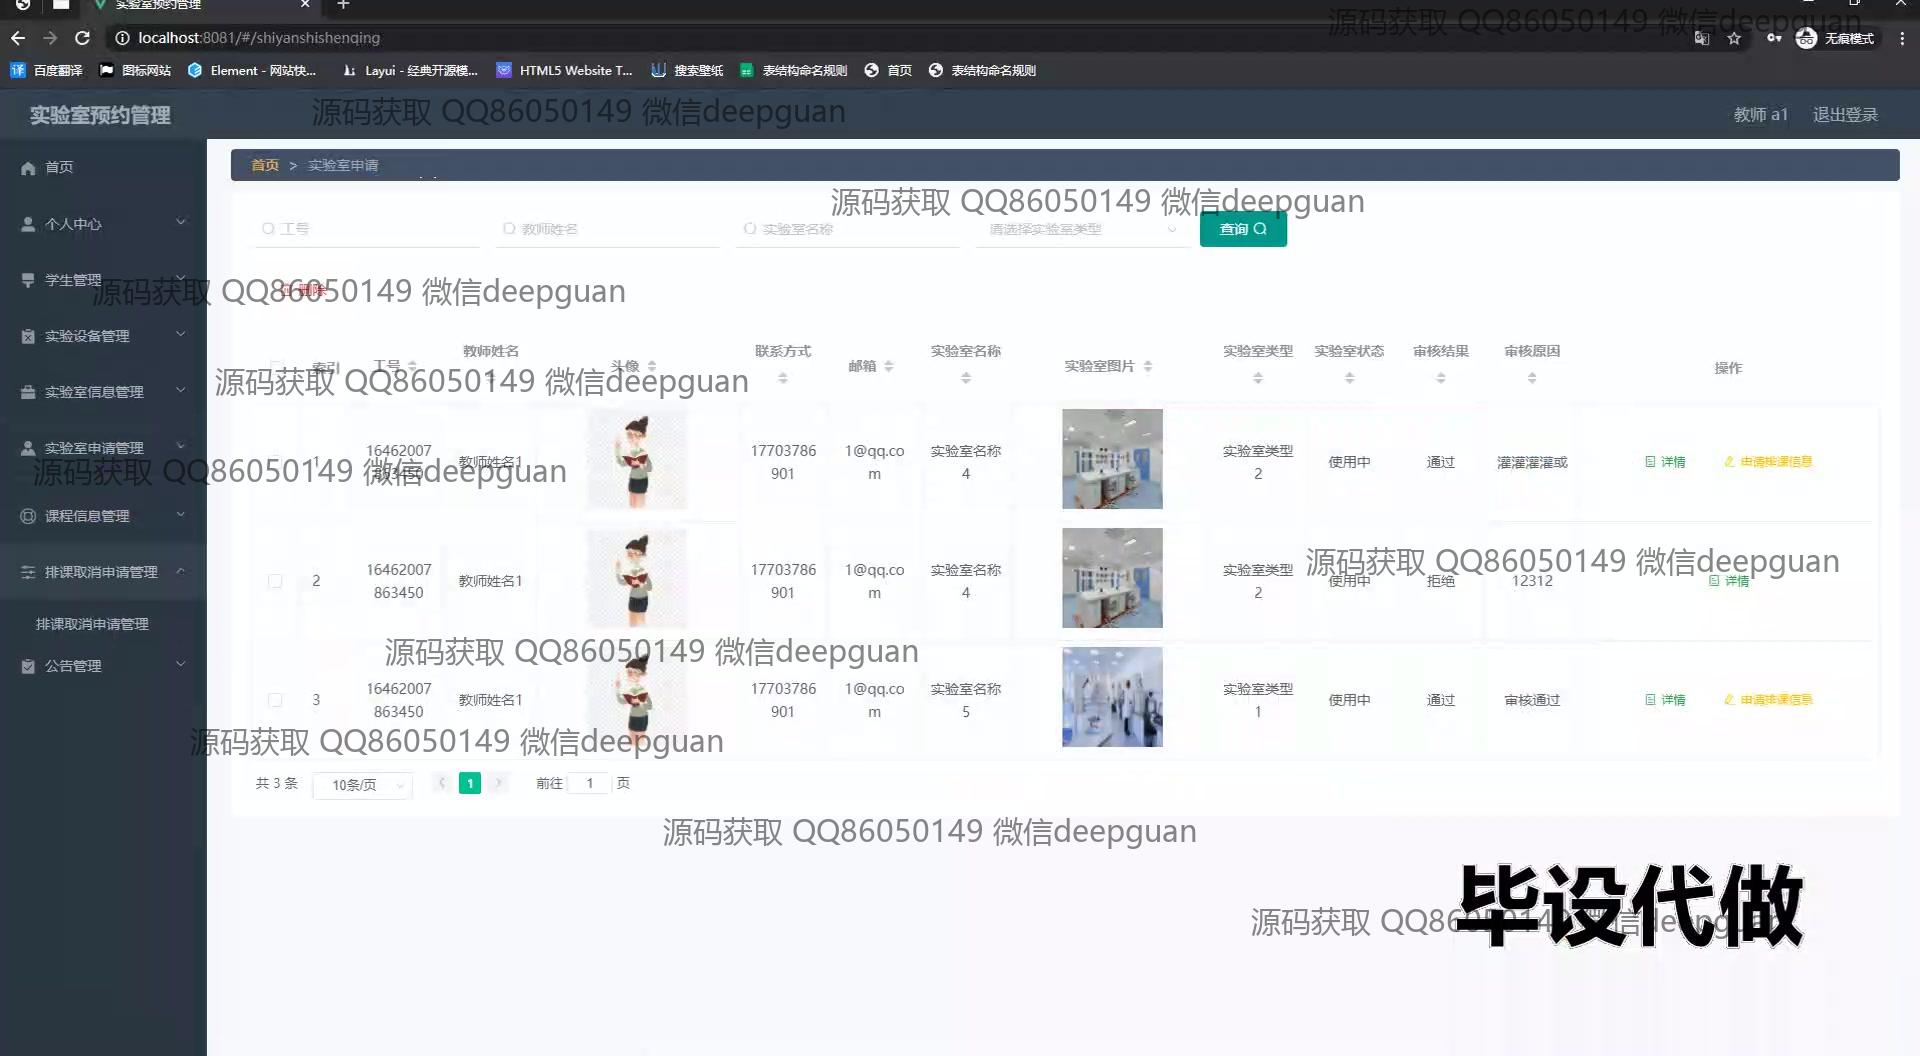 实验室预约管理
源码获取 QQ86050149 微信deepguan
localhost:8081/#/shiyanshishenqing
无痕模式
百度翻译
图标网站
Element - 网站快...
Layui - 经典开源模...
HTML5 Website T...
搜索壁纸
表结构命名规则
首页
表结构命名规则
实验室预约管理
源码获取 QQ86050149 微信deepguan
教师 a1
退出登录
首页
个人中心
学生管理
实验设备管理
实验室信息管理
实验室申请管理
课程信息管理
排课取消申请管理
排课取消申请管理
公告管理
首页 > 实验室申请
源码获取 QQ86050149 微信deepguan
工号
教师姓名
实验室名称
请选择实验室类型
查询
删除
源码获取 QQ86050149 微信deepguan
索引
工号
教师姓名
头像
联系方式
邮箱
实验室名称
实验室图片
实验室类型
实验室状态
审核结果
审核原因
操作
源码获取 QQ86050149 微信deepguan
1
16462007
863450
教师姓名1
17703786
901
1@qq.co
m
实验室名称
4
实验室类型
2
使用中
通过
灌灌灌灌或
详情
申请排课信息
源码获取 QQ86050149 微信deepguan
2
16462007
863450
教师姓名1
17703786
901
1@qq.co
m
实验室名称
4
实验室类型
2
使用中
拒绝
12312
详情
源码获取 QQ86050149 微信deepguan
源码获取 QQ86050149 微信deepguan
3
16462007
863450
教师姓名1
17703786
901
1@qq.co
m
实验室名称
5
实验室类型
1
使用中
通过
审核通过
详情
申请排课信息
源码获取 QQ86050149 微信deepguan
共 3 条
10条/页
1
前往 1 页
源码获取 QQ86050149 微信deepguan
源码获取 QQ86050149 微信deepguan
毕设代做